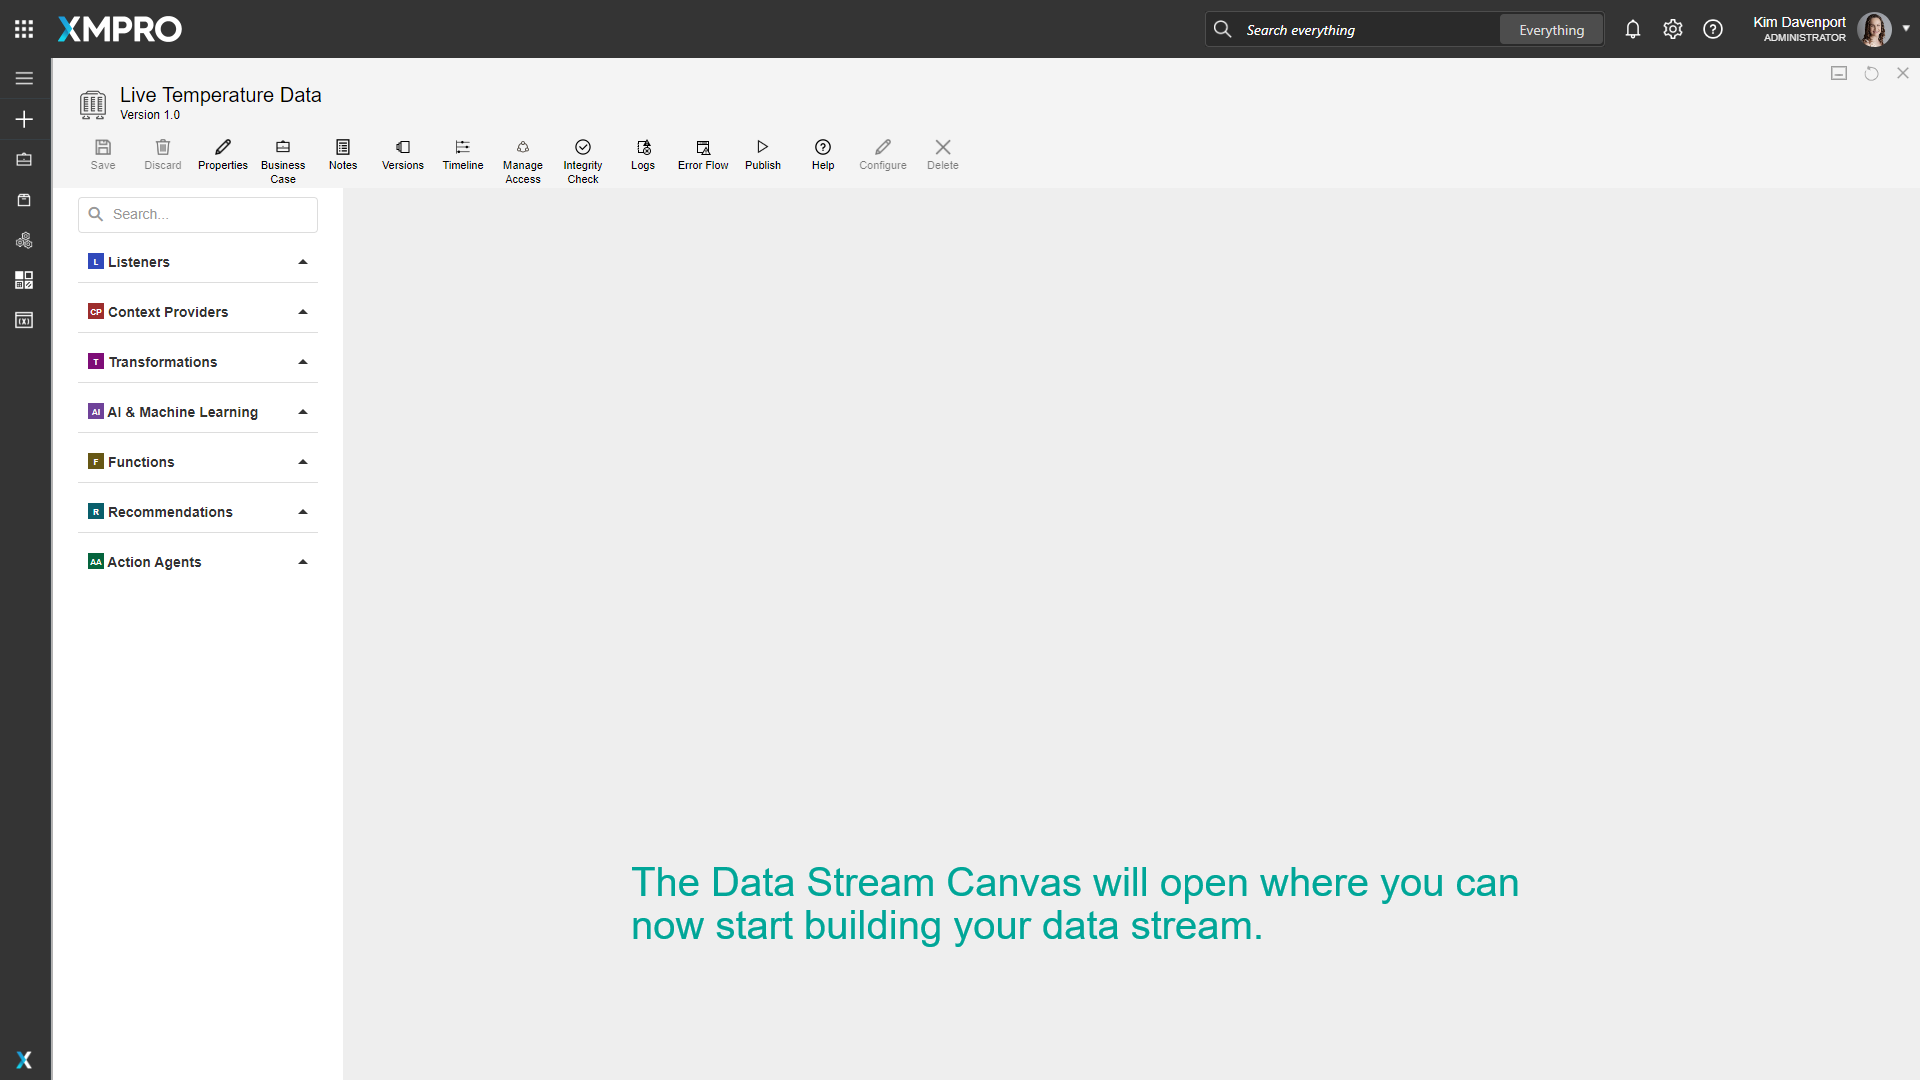 XMPRO
Search everything
Everything
Kim Davenport
ADMINISTRATOR
Live Temperature Data
Version 1.0
Save
Discard
Properties
Business
Case
Notes
Versions
Timeline
Manage
Access
Integrity
Check
Logs
Error Flow
Publish
Help
Configure
Delete
Search...
L Listeners
CP Context Providers
T Transformations
AI AI & Machine Learning
F Functions
R Recommendations
AA Action Agents
The Data Stream Canvas will open where you can
now start building your data stream.
X